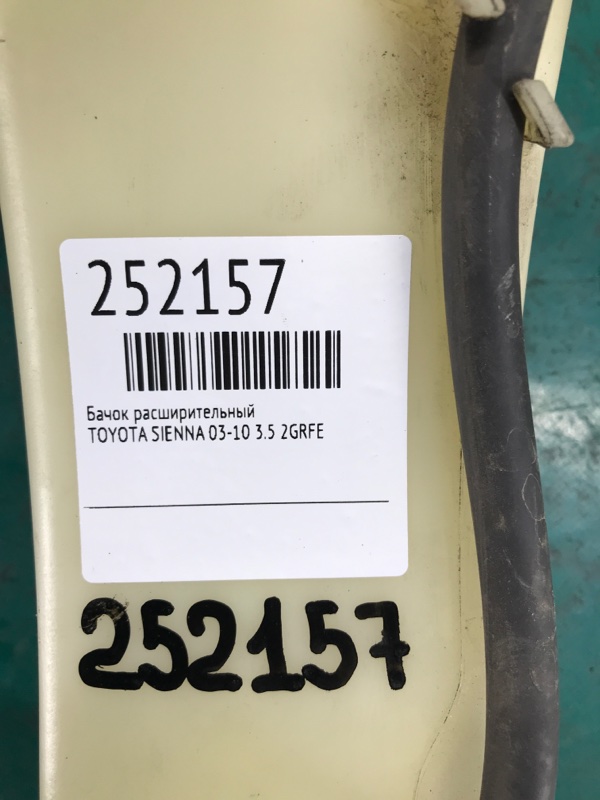 252157
Бачок расширительный
TOYOTA SIENNA 03-10 3.5 2GRFE
252157